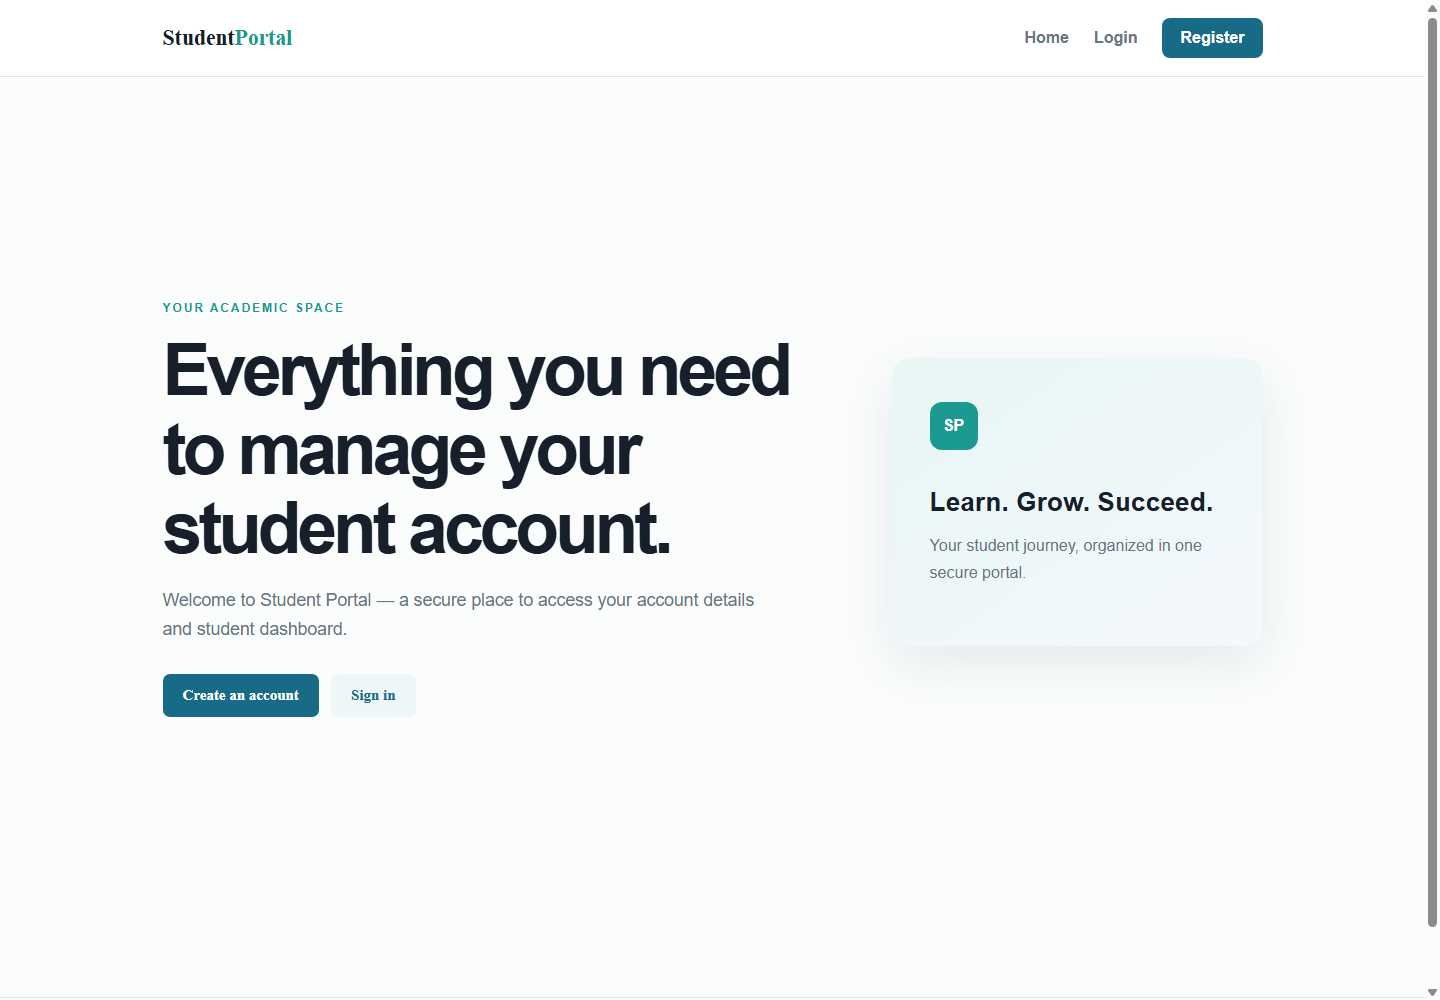 StudentPortal
Home Login Register
YOUR ACADEMIC SPACE
Everything you need
to manage your
student account.
Welcome to Student Portal — a secure place to access your account details
and student dashboard.
Create an account Sign in
SP
Learn. Grow. Succeed.
Your student journey, organized in one
secure portal.